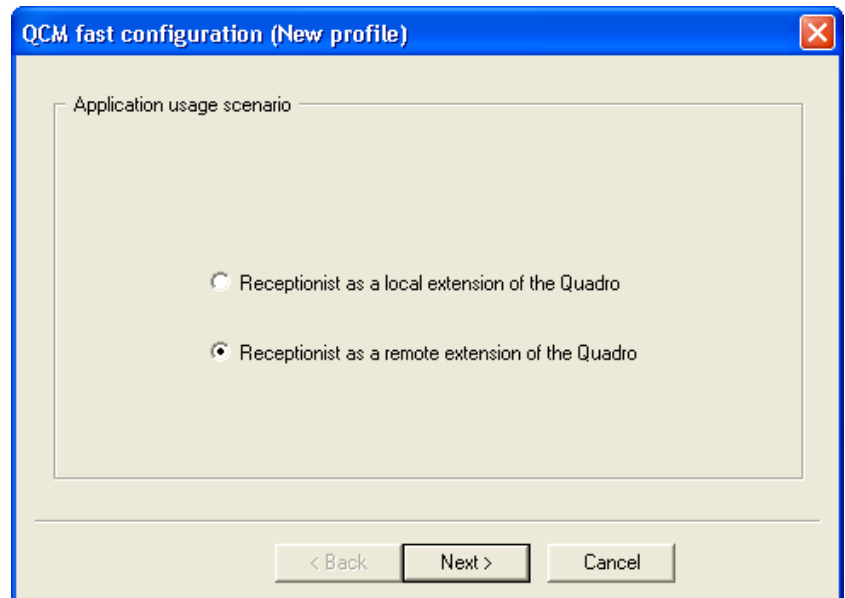 QCM fast configuration (New profile)
Application usage scenario
Receptionist as a local extension of the Quadro
Receptionist as a remote extension of the Quadro
< Back Next > Cancel